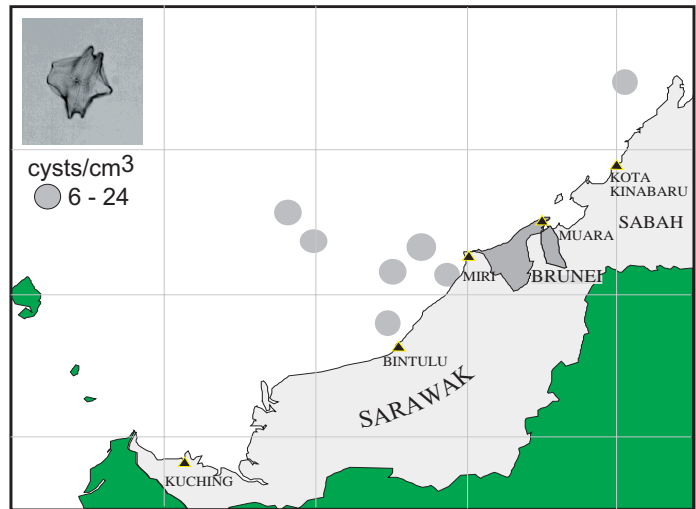 cysts/cm3
6 - 24
KOTA
KINABARU
SABAH
MUARA
MIRI
BRUNEI
BINTULU
SARAWAK
KUCHING